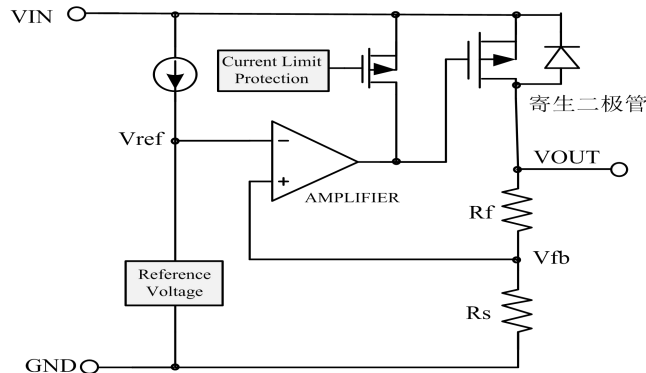 VIN
Current Limit
Protection
寄生二极管
Vref
−
+
AMPLIFIER
VOUT
Rf
Vfb
Reference
Voltage
Rs
GND